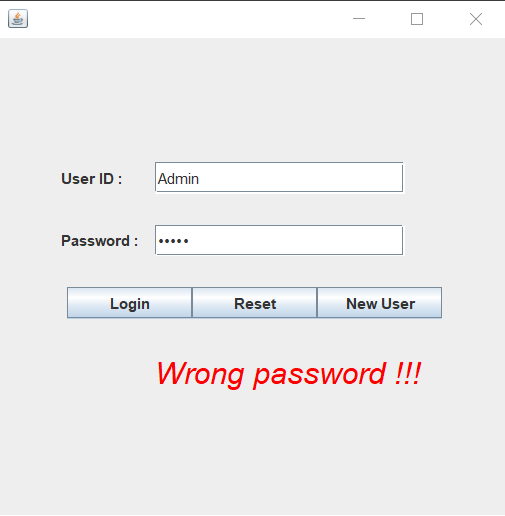 User ID : Admin
Password : •••••
Login Reset New User
Wrong password !!!